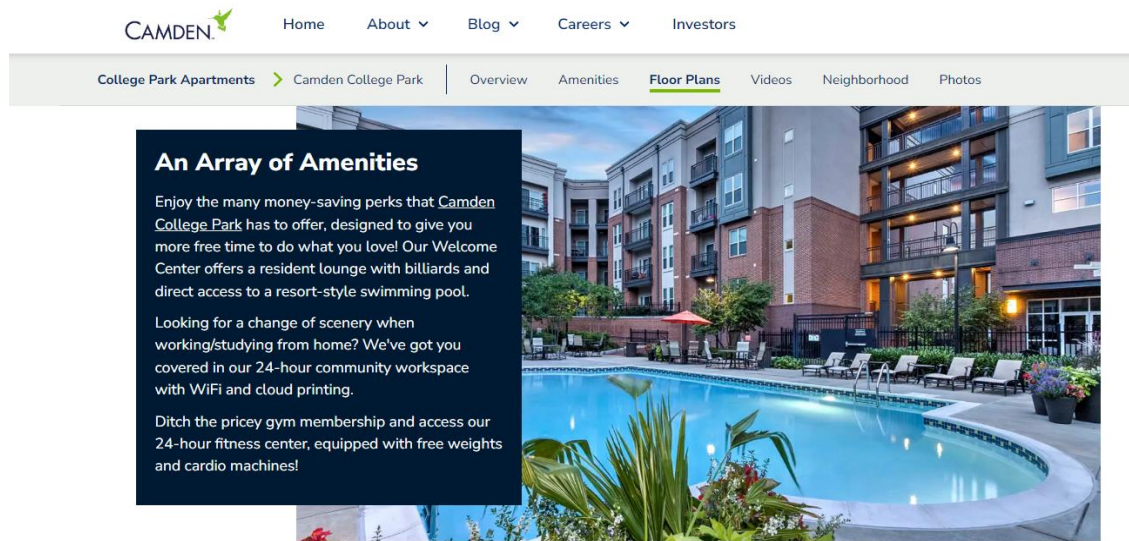 CAMDEN
Home About Blog Careers Investors
College Park Apartments Camden College Park Overview Amenities Floor Plans Videos Neighborhood Photos
An Array of Amenities
Enjoy the many money-saving perks that Camden
College Park has to offer, designed to give you
more free time to do what you love! Our Welcome
Center offers a resident lounge with billiards and
direct access to a resort-style swimming pool.
Looking for a change of scenery when
working/studying from home? We've got you
covered in our 24-hour community workspace
with WiFi and cloud printing.
Ditch the pricey gym membership and access our
24-hour fitness center, equipped with free weights
and cardio machines!